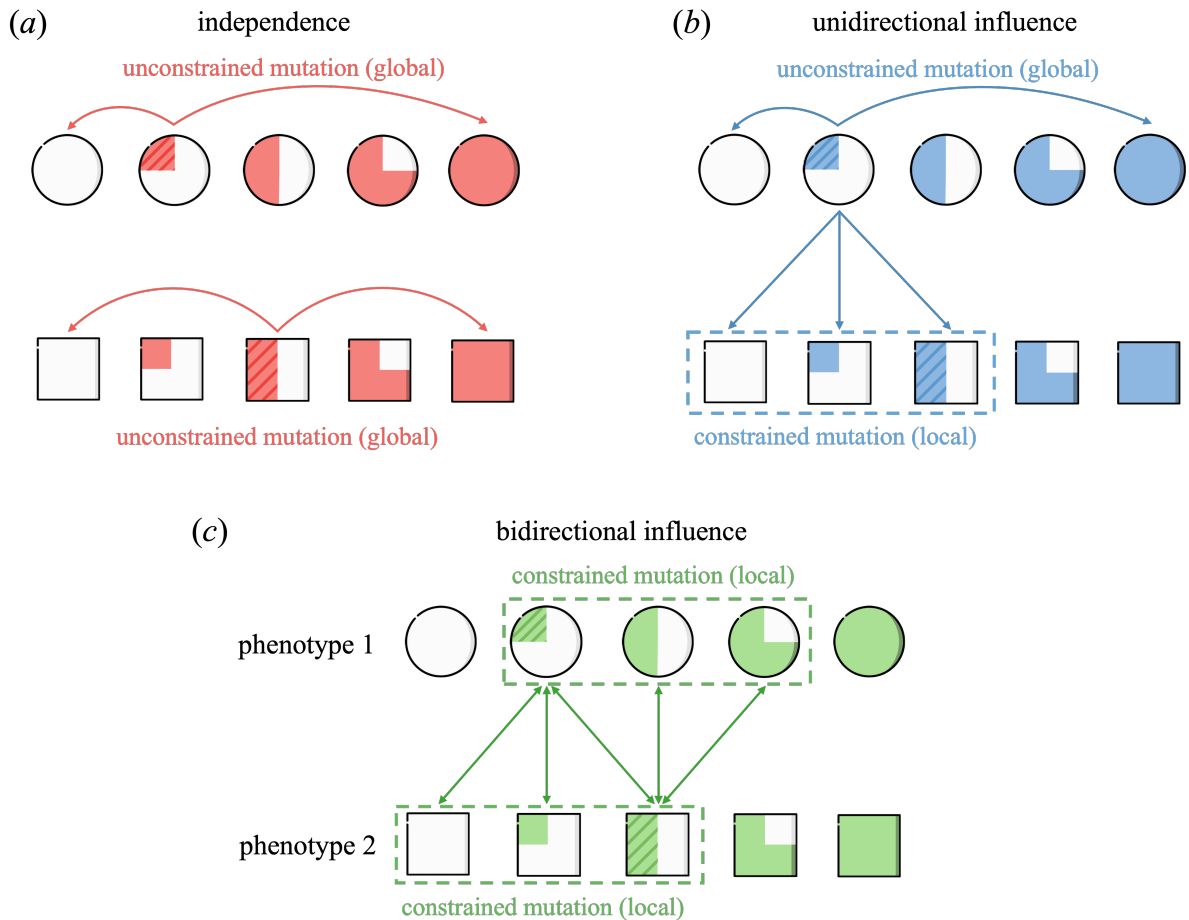 (a) independence
unconstrained mutation (global)
unconstrained mutation (global)
(b) unidirectional influence
unconstrained mutation (global)
constrained mutation (local)
(c) bidirectional influence
constrained mutation (local)
phenotype 1
phenotype 2
constrained mutation (local)